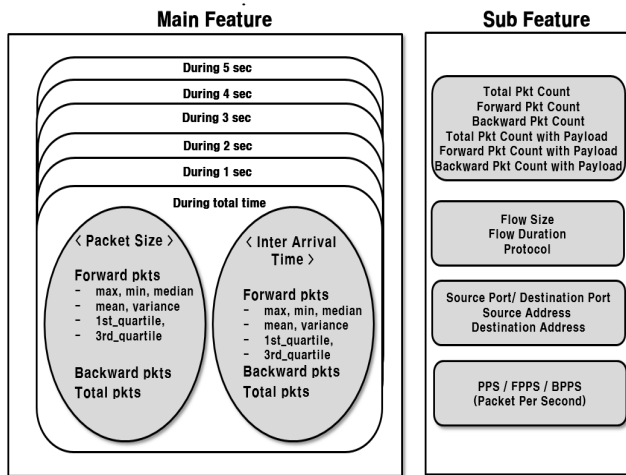 Main Feature
During 5 sec
During 4 sec
During 3 sec
During 2 sec
During 1 sec
During total time
< Packet Size >
Forward pkts
- max, min, median
- mean, variance
- 1st_quartile,
- 3rd_quartile
Backward pkts
Total pkts
< Inter Arrival
Time >
Forward pkts
- max, min, median
- mean, variance
- 1st_quartile,
- 3rd_quartile
Backward pkts
Total pkts
Sub Feature
Total Pkt Count
Forward Pkt Count
Backward Pkt Count
Total Pkt Count with Payload
Forward Pkt Count with Payload
Backward Pkt Count with Payload
Flow Size
Flow Duration
Protocol
Source Port/ Destination Port
Source Address
Destination Address
PPS / FPPS / BPPS
(Packet Per Second)